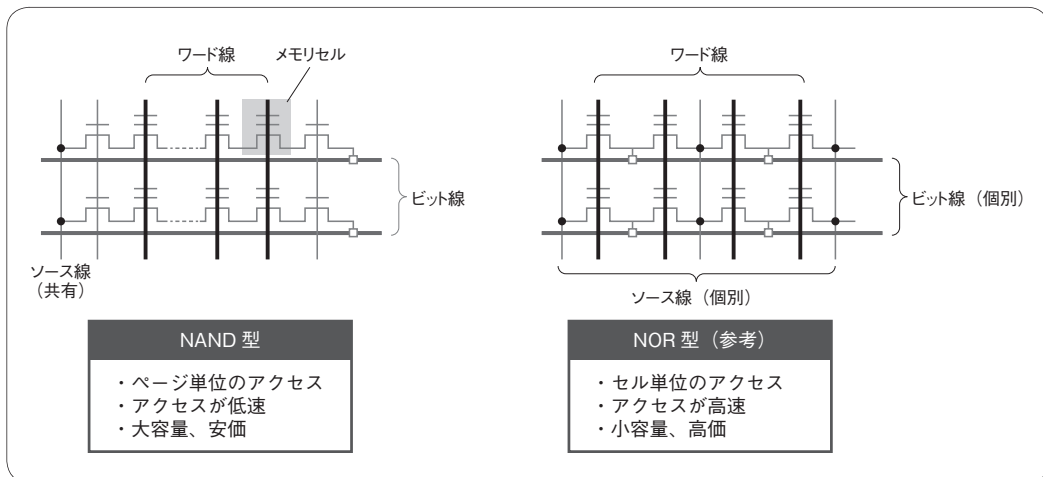 ワード線
メモリセル
ビット線
ソース線
（共有）
NAND 型
・ページ単位のアクセス
・アクセスが低速
・大容量、安価
ワード線
ビット線（個別）
ソース線（個別）
NOR 型（参考）
・セル単位のアクセス
・アクセスが高速
・小容量、高価